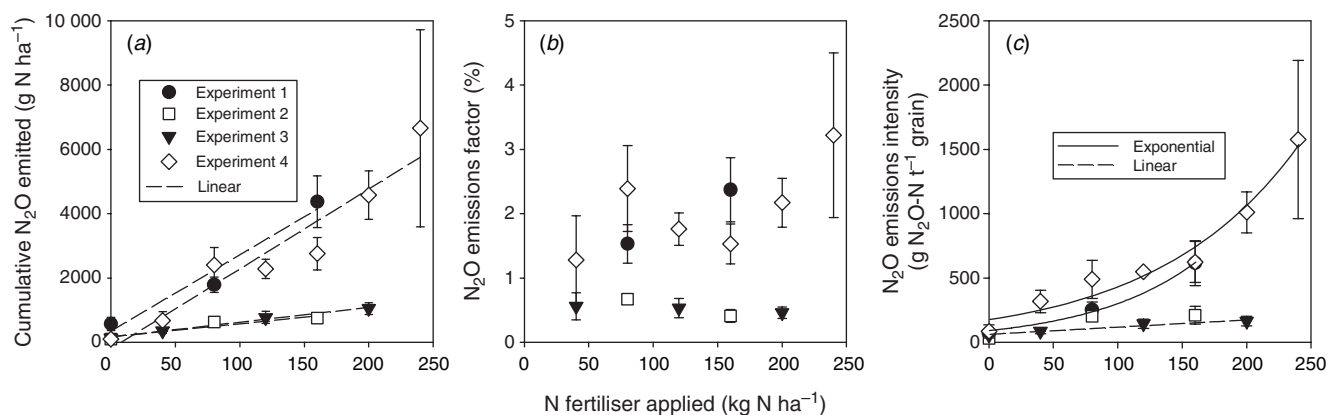 (a)
Cumulative N₂O emitted (g N ha⁻¹)
10 000
8000
6000
4000
2000
0
Experiment 1
Experiment 2
Experiment 3
Experiment 4
Linear
0 50 100 150 200 250
(b)
N₂O emissions factor (%)
5
4
3
2
1
0
0 50 100 150 200 250
N fertiliser applied (kg N ha⁻¹)
(c)
N₂O emissions intensity
(g N₂O-N t⁻¹ grain)
2500
2000
1500
1000
500
0
Exponential
Linear
0 50 100 150 200 250